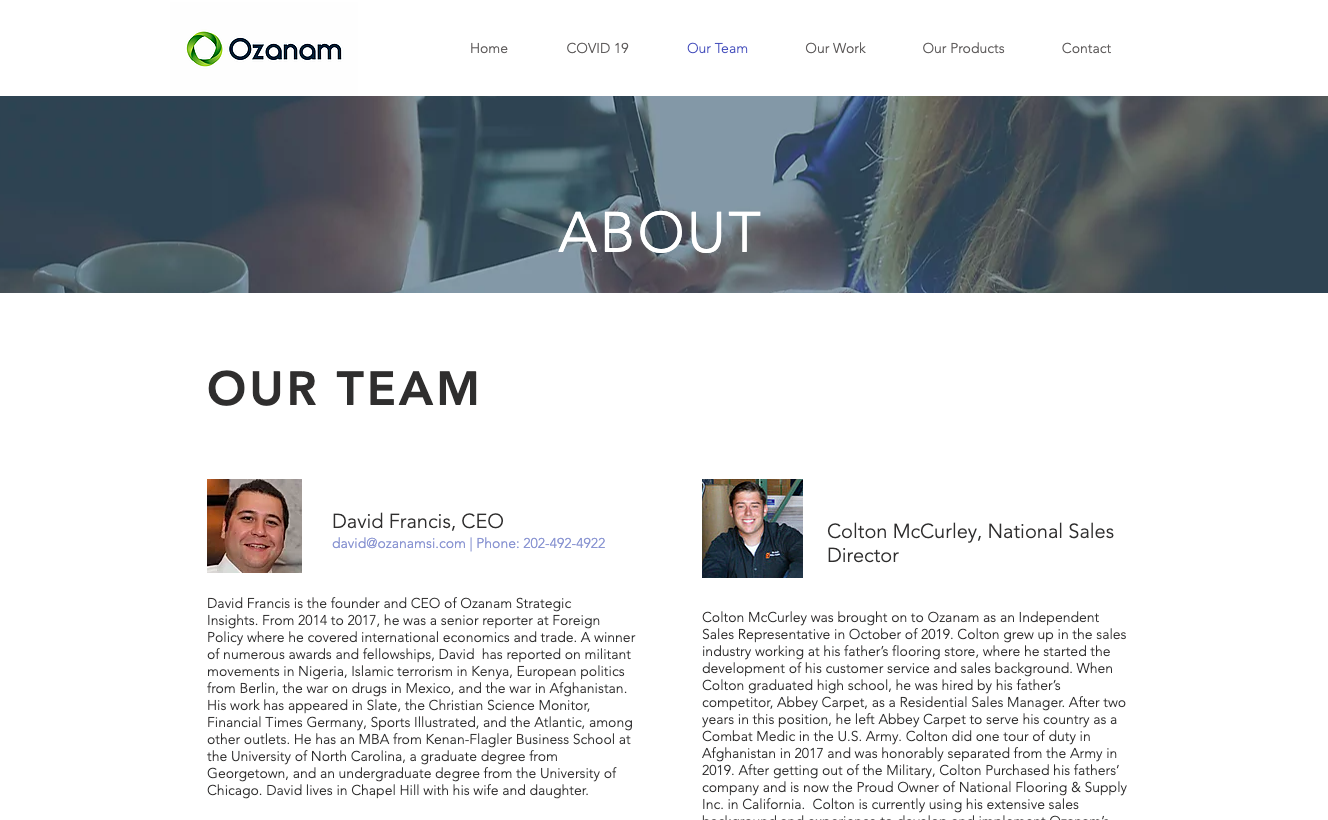 Ozanam
Home
COVID 19
Our Team
Our Work
Our Products
Contact
ABOUT
OUR TEAM
David Francis, CEO
david@ozanamsi.com | Phone: 202-492-4922
David Francis is the founder and CEO of Ozanam Strategic
Insights. From 2014 to 2017, he was a senior reporter at Foreign
Policy where he covered international economics and trade. A winner
of numerous awards and fellowships, David  has reported on militant
movements in Nigeria, Islamic terrorism in Kenya, European politics
from Berlin, the war on drugs in Mexico, and the war in Afghanistan.
His work has appeared in Slate, the Christian Science Monitor,
Financial Times Germany, Sports Illustrated, and the Atlantic, among
other outlets. He has an MBA from Kenan-Flagler Business School at
the University of North Carolina, a graduate degree from
Georgetown, and an undergraduate degree from the University of
Chicago. David lives in Chapel Hill with his wife and daughter.
Colton McCurley, National Sales
Director
Colton McCurley was brought on to Ozanam as an Independent
Sales Representative in October of 2019. Colton grew up in the sales
industry working at his father’s flooring store, where he started the
development of his customer service and sales background. When
Colton graduated high school, he was hired by his father’s
competitor, Abbey Carpet, as a Residential Sales Manager. After two
years in this position, he left Abbey Carpet to serve his country as a
Combat Medic in the U.S. Army. Colton did one tour of duty in
Afghanistan in 2017 and was honorably separated from the Army in
2019. After getting out of the Military, Colton Purchased his fathers’
company and is now the Proud Owner of National Flooring & Supply
Inc. in California.  Colton is currently using his extensive sales
background and experience to develop and implement Ozanam’s